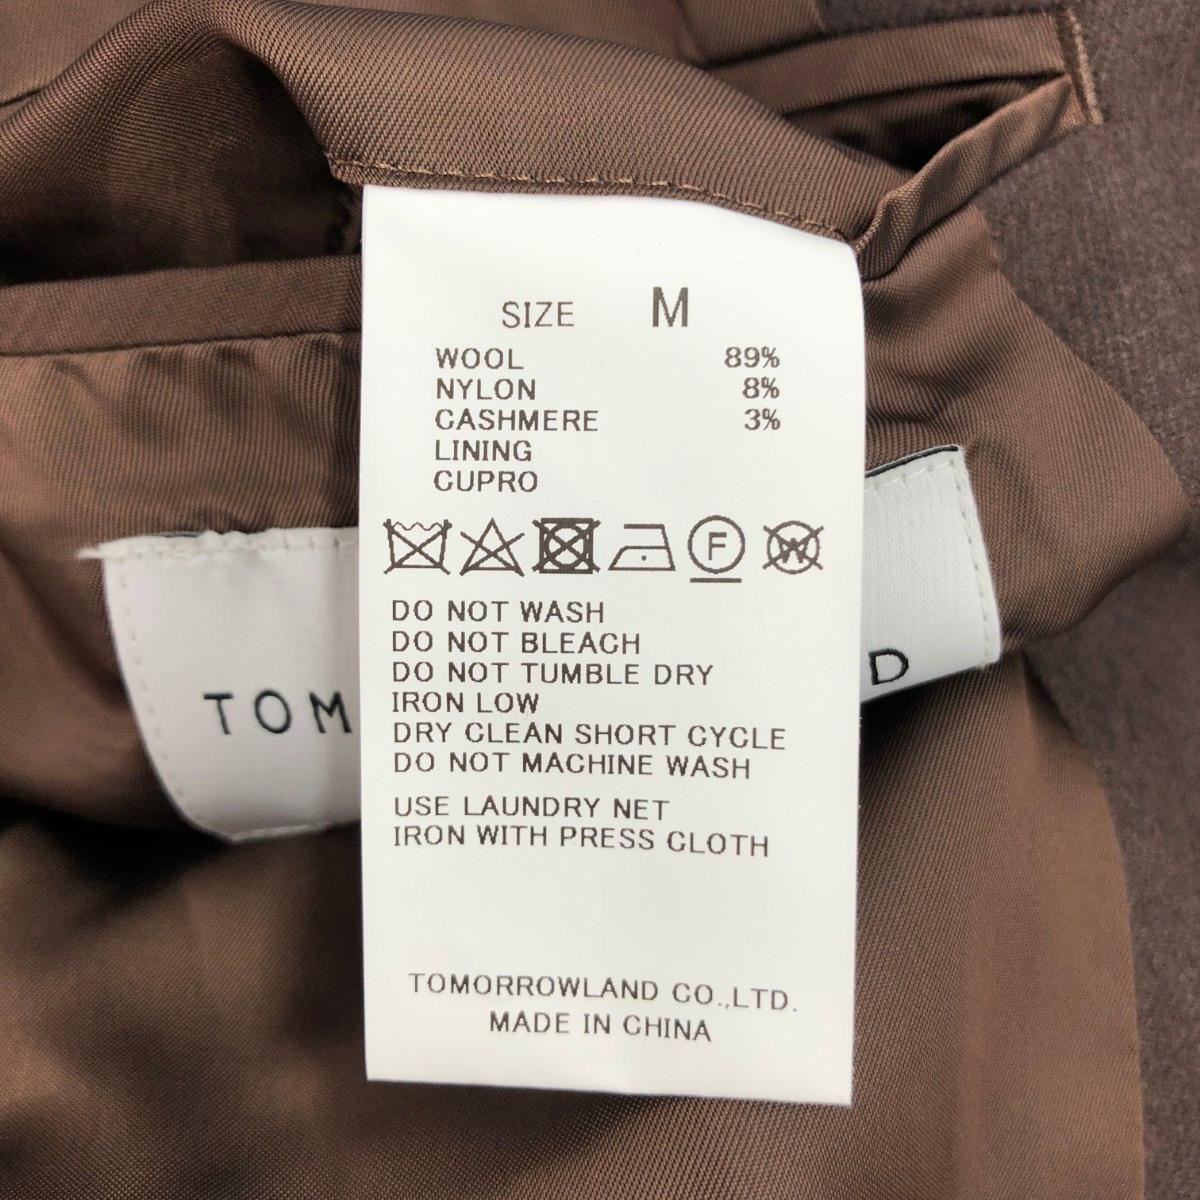 SIZE M
WOOL 89%
NYLON 8%
CASHMERE 3%
LINING
CUPRO
F W
DO NOT WASH
DO NOT BLEACH
DO NOT TUMBLE DRY
IRON LOW
DRY CLEAN SHORT CYCLE
DO NOT MACHINE WASH
USE LAUNDRY NET
IRON WITH PRESS CLOTH
TOMORROWLAND CO.,LTD.
MADE IN CHINA
TOM D